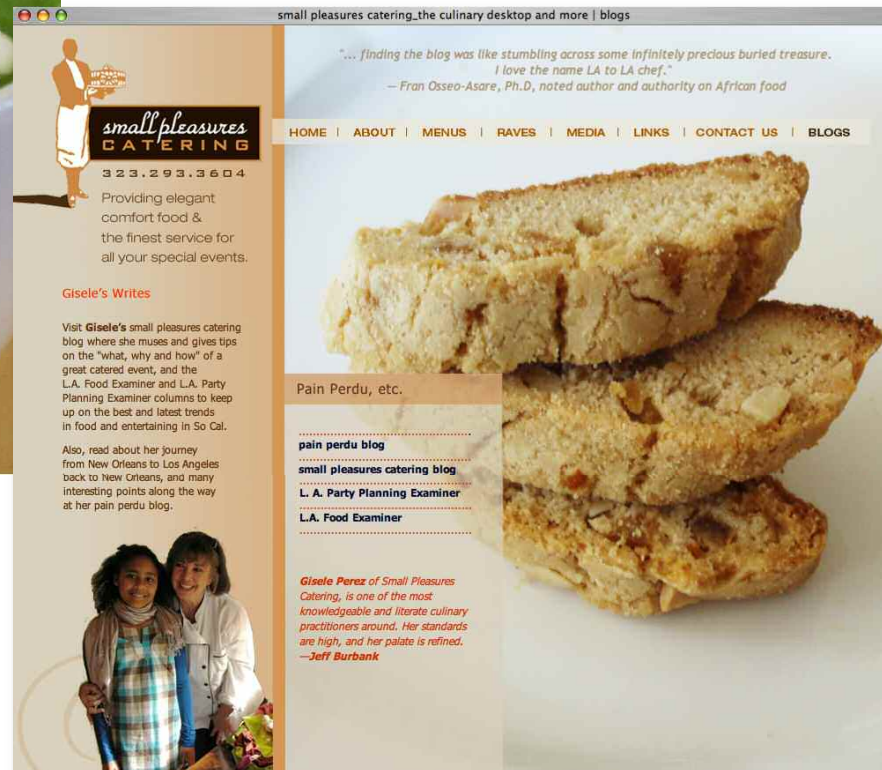 small pleasures catering_the culinary desktop and more | blogs
"... finding the blog was like stumbling across some infinitely precious buried treasure.
I love the name LA to LA chef."
— Fran Osseo-Asare, Ph.D, noted author and authority on African food
small pleasures
CATERING
323.293.3604
Providing elegant
comfort food &
the finest service for
all your special events.
HOME | ABOUT | MENUS | RAVES | MEDIA | LINKS | CONTACT US | BLOGS
Gisele's Writes
Visit Gisele's small pleasures catering
blog where she muses and gives tips
on the "what, why and how" of a
great catered event, and the
L.A. Food Examiner and L.A. Party
Planning Examiner columns to keep
up on the best and latest trends
in food and entertaining in So Cal.
Also, read about her journey
from New Orleans to Los Angeles
back to New Orleans, and many
interesting points along the way
at her pain perdu blog.
Pain Perdu, etc.
pain perdu blog
small pleasures catering blog
L. A. Party Planning Examiner
L.A. Food Examiner
Gisele Perez of Small Pleasures
Catering, is one of the most
knowledgeable and literate culinary
practitioners around. Her standards
are high, and her palate is refined.
—Jeff Burbank